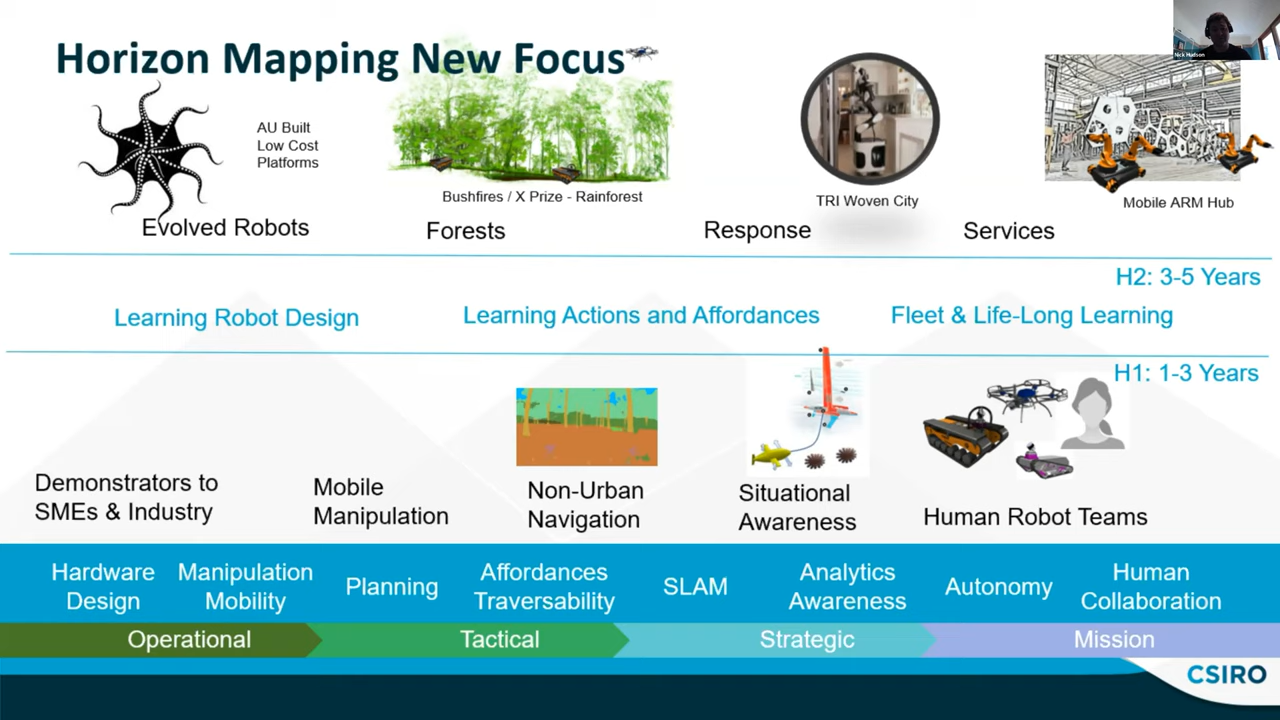 Horizon Mapping New Focus
Nick Hudson
AU Built
Low Cost
Platforms
Bushfires / X Prize - Rainforest
TRI Woven City
Mobile ARM Hub
Evolved Robots
Forests
Response
Services
H2: 3-5 Years
Learning Robot Design
Learning Actions and Affordances
Fleet & Life-Long Learning
H1: 1-3 Years
Demonstrators to
SMEs & Industry
Mobile
Manipulation
Non-Urban
Navigation
Situational
Awareness
Human Robot Teams
Hardware
Design
Manipulation
Mobility
Planning
Affordances
Traversability
SLAM
Analytics
Awareness
Autonomy
Human
Collaboration
Operational
Tactical
Strategic
Mission
CSIRO